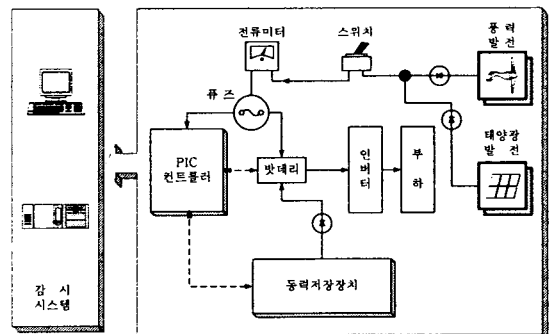 전류미터
스위치
풍 력
발 전
퓨 즈
태양광
발 전
PIC
컨트롤러
밧데리
인
버
터
부
하
동력저장장치
감 시
시스템